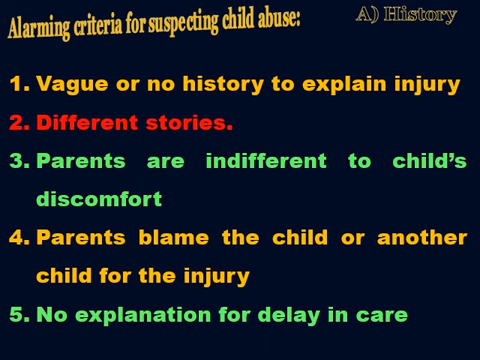 Alarming criteria for suspecting child abuse:
A) History
1. Vague or no history to explain injury
2. Different stories.
3. Parents are indifferent to child’s
discomfort
4. Parents blame the child or another
child for the injury
5. No explanation for delay in care